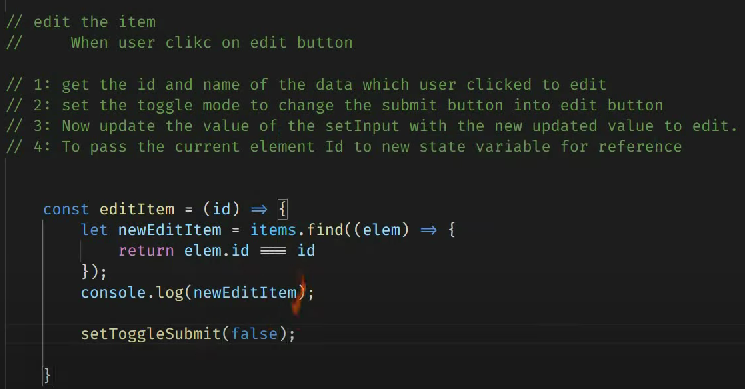 // edit the item
//     When user clikc on edit button
// 1: get the id and name of the data which user clicked to edit
// 2: set the toggle mode to change the submit button into edit button
// 3: Now update the value of the setInput with the new updated value to edit.
// 4: To pass the current element Id to new state variable for reference
const editItem = (id) => {
let newEditItem = items.find((elem) => {
return elem.id === id
});
console.log(newEditItem);
setToggleSubmit(false);
}